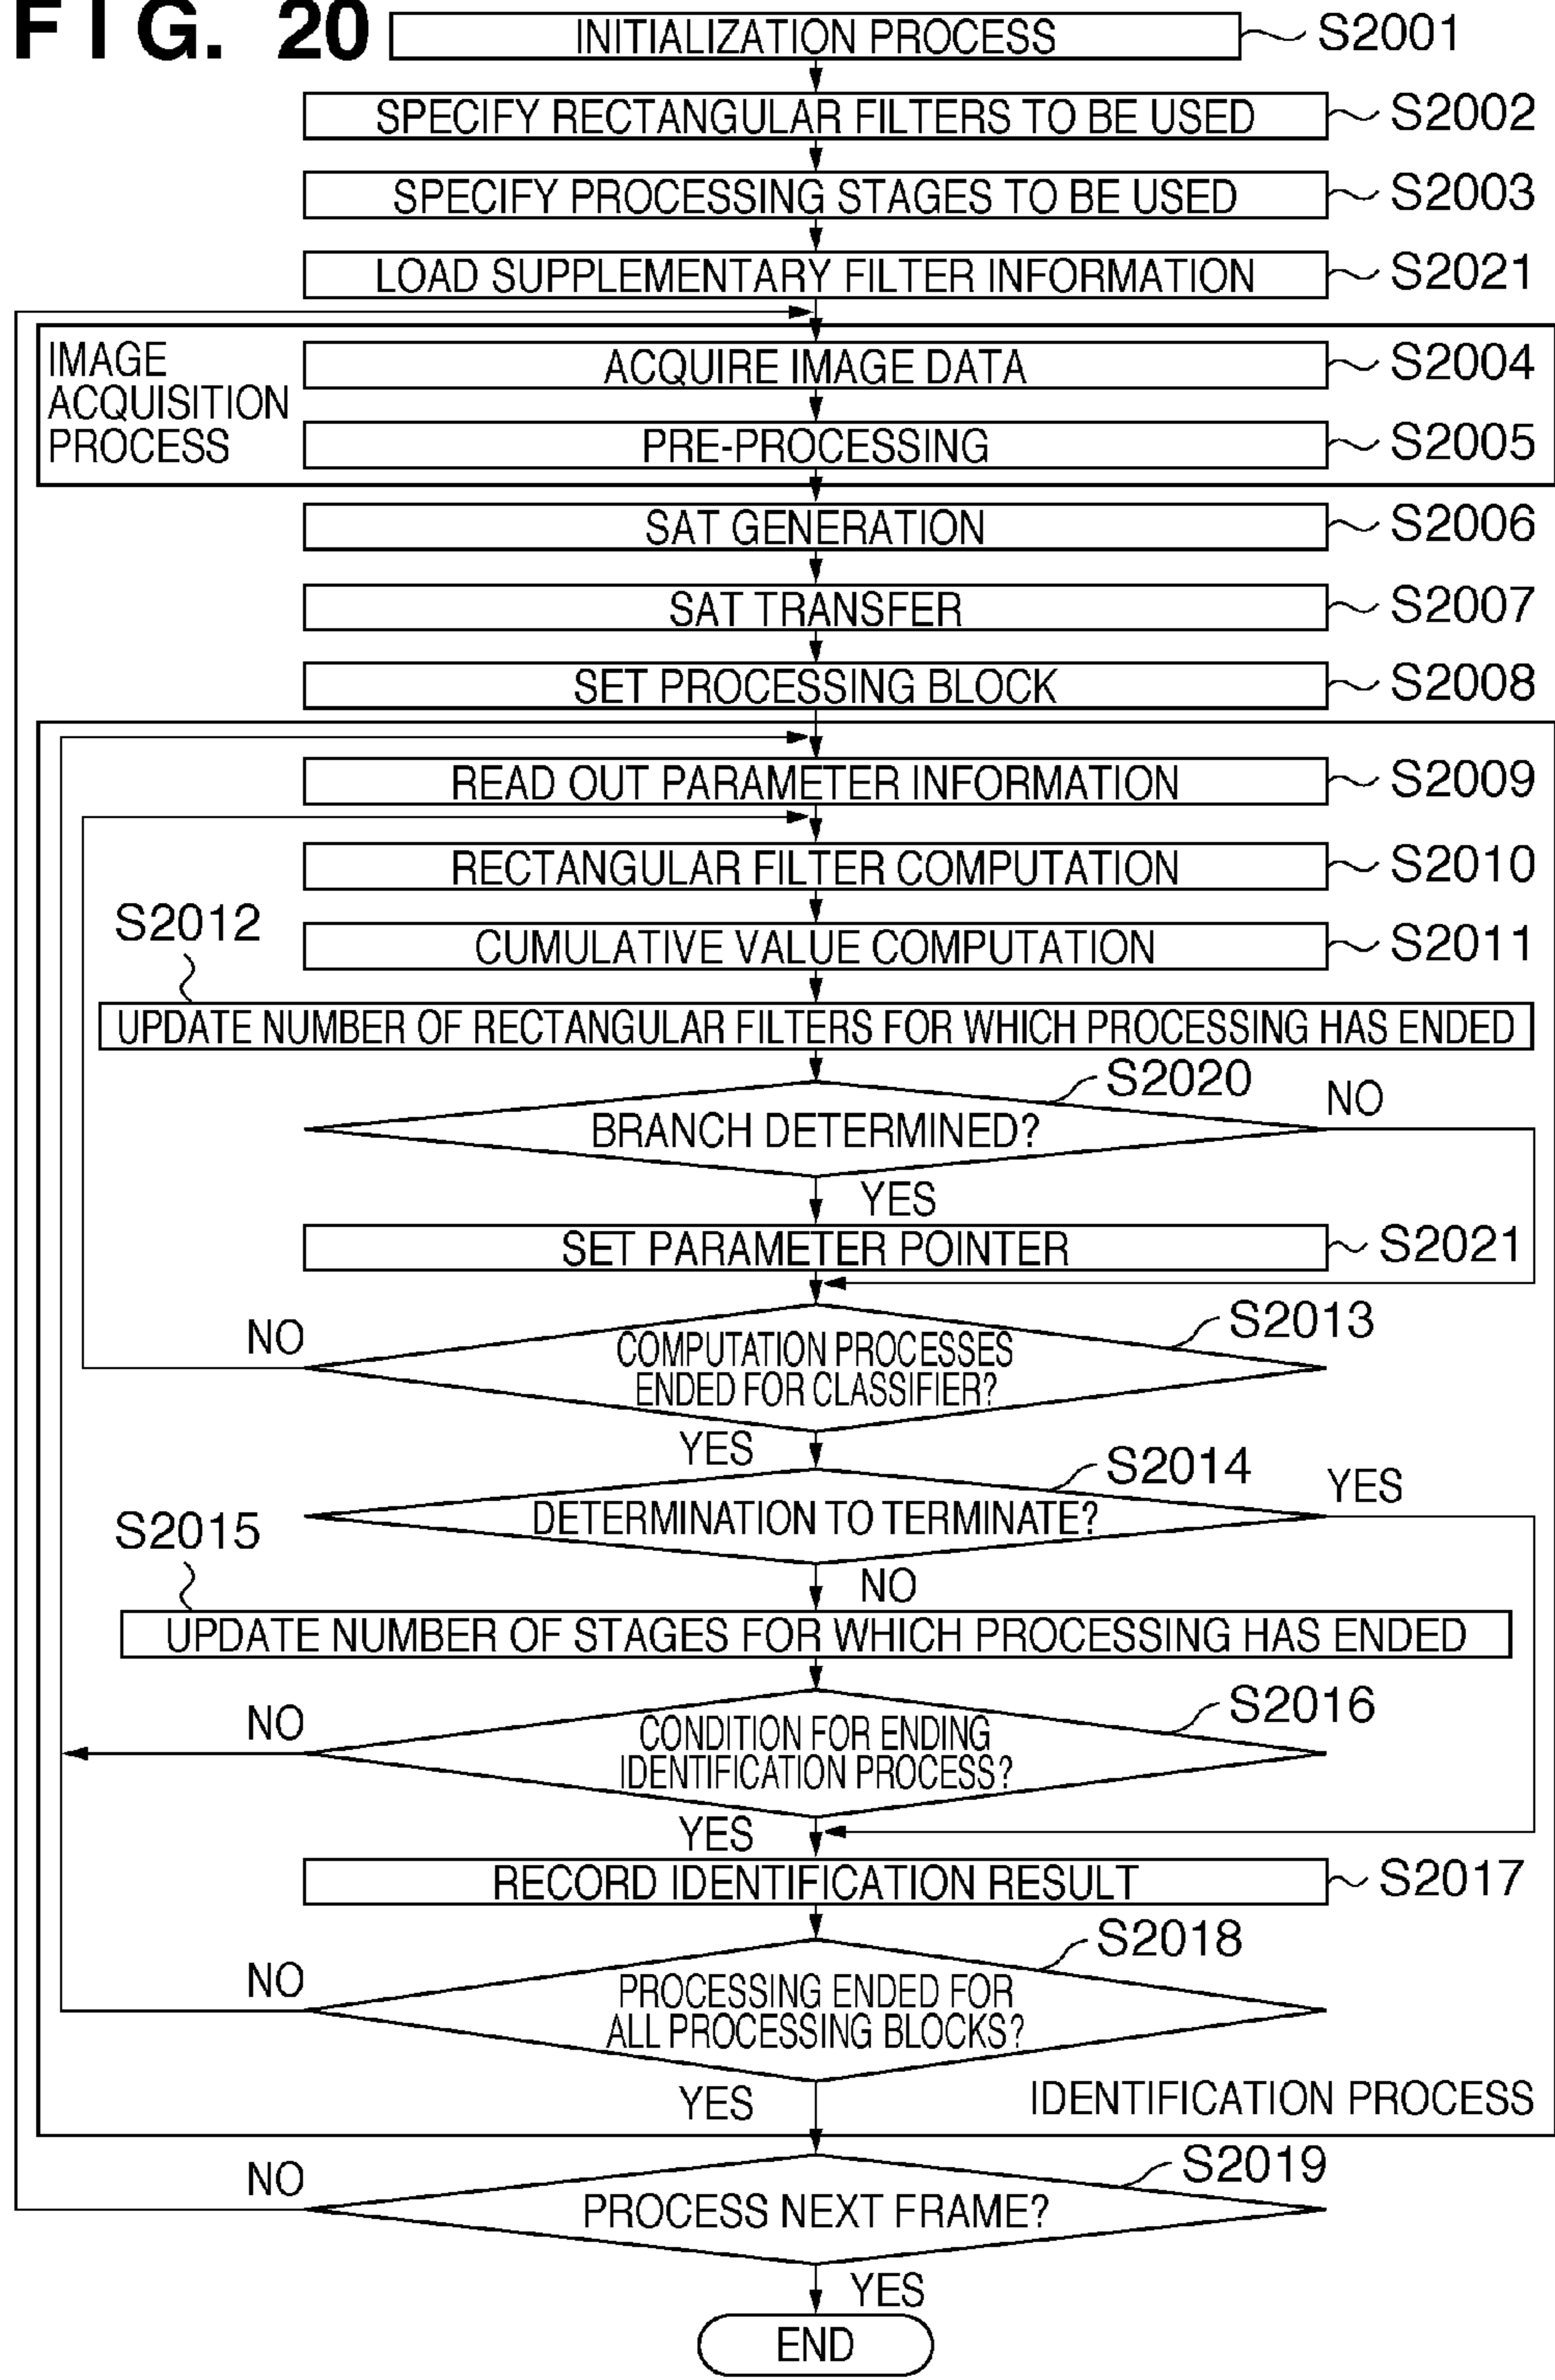 FIG. 20
INITIALIZATION PROCESS S2001
SPECIFY RECTANGULAR FILTERS TO BE USED S2002
SPECIFY PROCESSING STAGES TO BE USED S2003
LOAD SUPPLEMENTARY FILTER INFORMATION S2021
IMAGE
ACQUISITION
PROCESS
ACQUIRE IMAGE DATA S2004
PRE-PROCESSING S2005
SAT GENERATION S2006
SAT TRANSFER S2007
SET PROCESSING BLOCK S2008
READ OUT PARAMETER INFORMATION S2009
RECTANGULAR FILTER COMPUTATION S2010
CUMULATIVE VALUE COMPUTATION S2011
S2012
UPDATE NUMBER OF RECTANGULAR FILTERS FOR WHICH PROCESSING HAS ENDED
S2020
BRANCH DETERMINED?
NO
YES
SET PARAMETER POINTER S2021
S2013
COMPUTATION PROCESSES
ENDED FOR CLASSIFIER?
NO
YES
S2014
DETERMINATION TO TERMINATE?
YES
NO
S2015
UPDATE NUMBER OF STAGES FOR WHICH PROCESSING HAS ENDED
S2016
CONDITION FOR ENDING
IDENTIFICATION PROCESS?
NO
YES
RECORD IDENTIFICATION RESULT S2017
S2018
PROCESSING ENDED FOR
ALL PROCESSING BLOCKS?
NO
YES
IDENTIFICATION PROCESS
S2019
PROCESS NEXT FRAME?
NO
YES
END